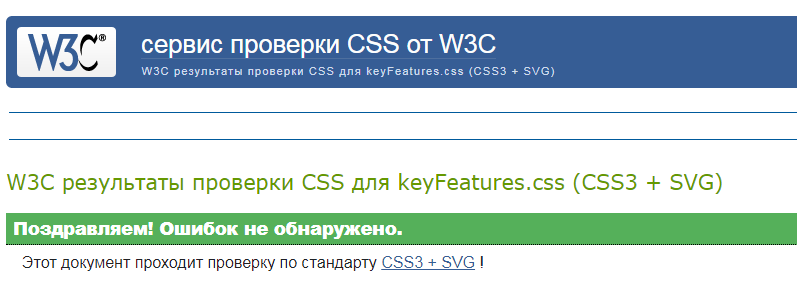 W3C®
сервис проверки CSS от W3C
W3C результаты проверки CSS для keyFeatures.css (CSS3 + SVG)
W3C результаты проверки CSS для keyFeatures.css (CSS3 + SVG)
Поздравляем! Ошибок не обнаружено.
Этот документ проходит проверку по стандарту CSS3 + SVG !